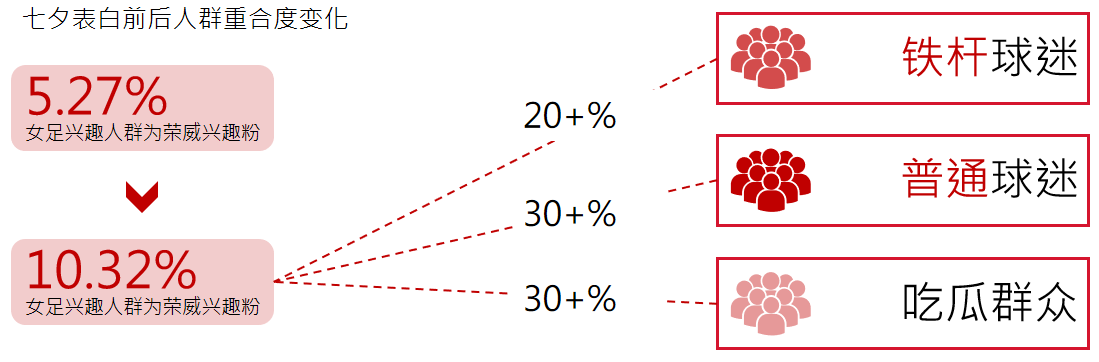 七夕表白前后人群重合度变化
5.27%
女足兴趣人群为荣威兴趣粉
10.32%
女足兴趣人群为荣威兴趣粉
20+%
30+%
30+%
铁杆球迷
普通球迷
吃瓜群众